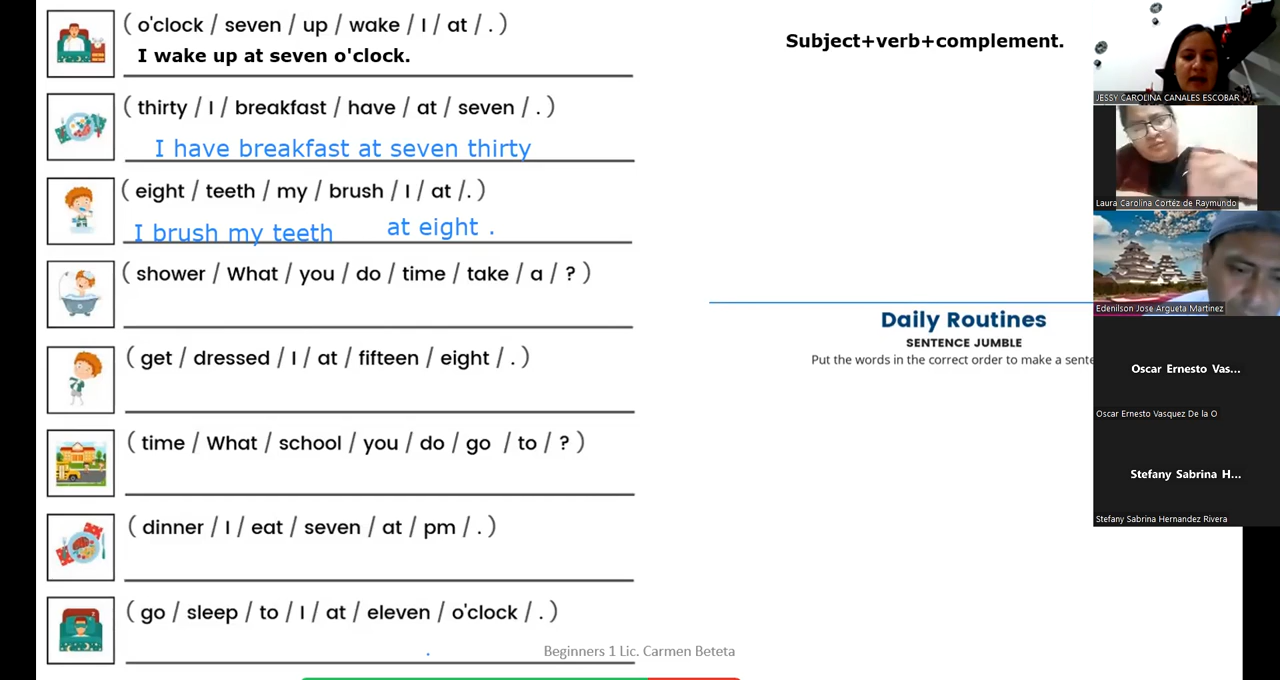 ( o'clock / seven / up / wake / I / at / . )
I wake up at seven o'clock.
( thirty / I / breakfast / have / at / seven / . )
I have breakfast at seven thirty
( eight / teeth / my / brush / I / at /. )
I brush my teeth at eight .
( shower / What / you / do / time / take / a / ? )
( get / dressed / I / at / fifteen / eight / . )
( time / What / school / you / do / go / to / ? )
( dinner / I / eat / seven / at / pm / . )
( go / sleep / to / I / at / eleven / o'clock / . )
Beginners 1 Lic. Carmen Beteta
Subject+verb+complement.
Daily Routines
SENTENCE JUMBLE
Put the words in the correct order to make a sente
JESSY CAROLINA CANALES ESCOBAR
Laura Carolina Cortéz de Raymundo
Edenilson Jose Argueta Martinez
Oscar Ernesto Vas...
Oscar Ernesto Vasquez De la O
Stefany Sabrina H...
Stefany Sabrina Hernandez Rivera